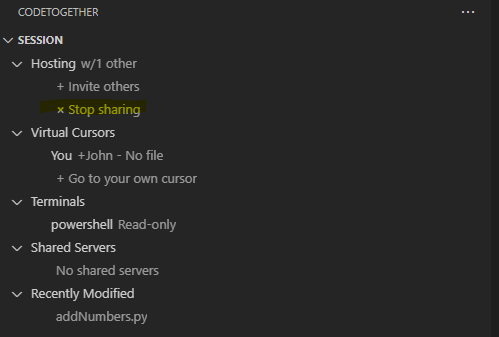 CODETOGETHER ...
SESSION
Hosting w/1 other
+ Invite others
× Stop sharing
Virtual Cursors
You +John - No file
+ Go to your own cursor
Terminals
powershell Read-only
Shared Servers
No shared servers
Recently Modified
addNumbers.py